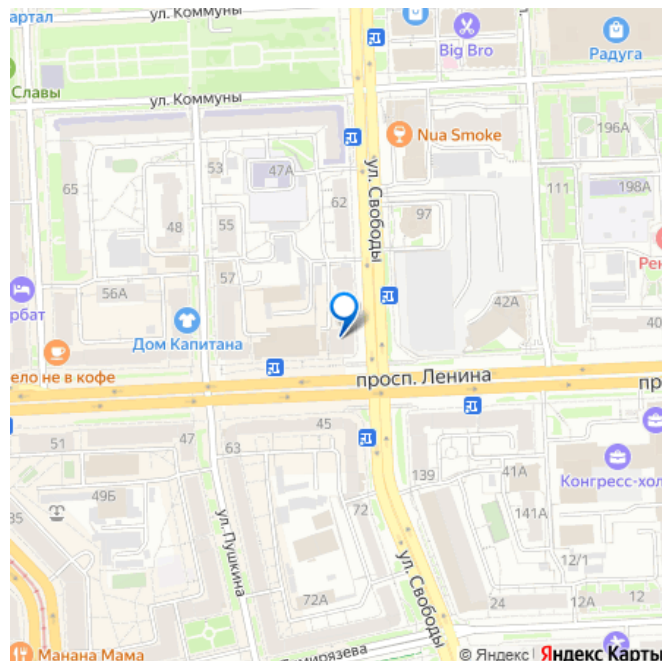 артал
ул. Коммуны
Big Bro
Радуга
Славы
ул. Коммуны
Nua Smoke
196А
53
47А
65
62
ул. Свободы
111
198А
48
55
97
Рен
57
56А
42А
рбат
Дом Капитана
40
ело не в кофе
просп. Ленина
пр
51
47
63
45
49Б
139
41А
Конгресс-хол
35
72
141А
ул. Пушкина
ул. Свободы
12/1
72А
24
12
12
Манана Мама
мирязева
© Яндекс Яндекс Карты